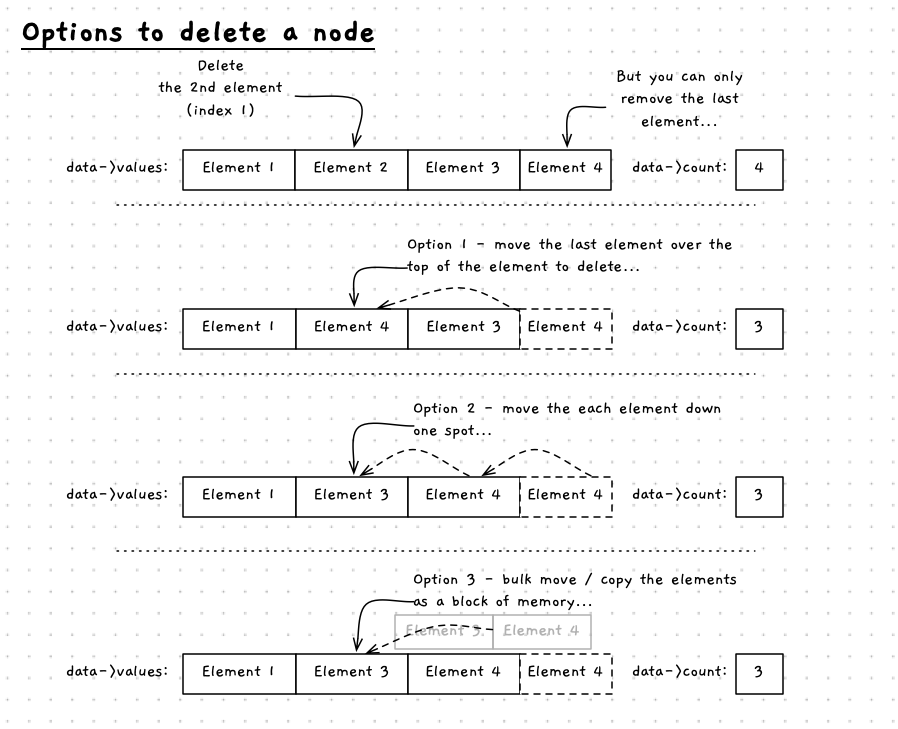 Options to delete a node
Delete
the 2nd element
(index 1)
But you can only
remove the last
element...
data->values: Element 1 Element 2 Element 3 Element 4 data->count: 4
Option 1 - move the last element over the
top of the element to delete...
data->values: Element 1 Element 4 Element 3 Element 4 data->count: 3
Option 2 - move the each element down
one spot...
data->values: Element 1 Element 3 Element 4 Element 4 data->count: 3
Option 3 - bulk move / copy the elements
as a block of memory...
Element 3 Element 4
data->values: Element 1 Element 3 Element 4 Element 4 data->count: 3